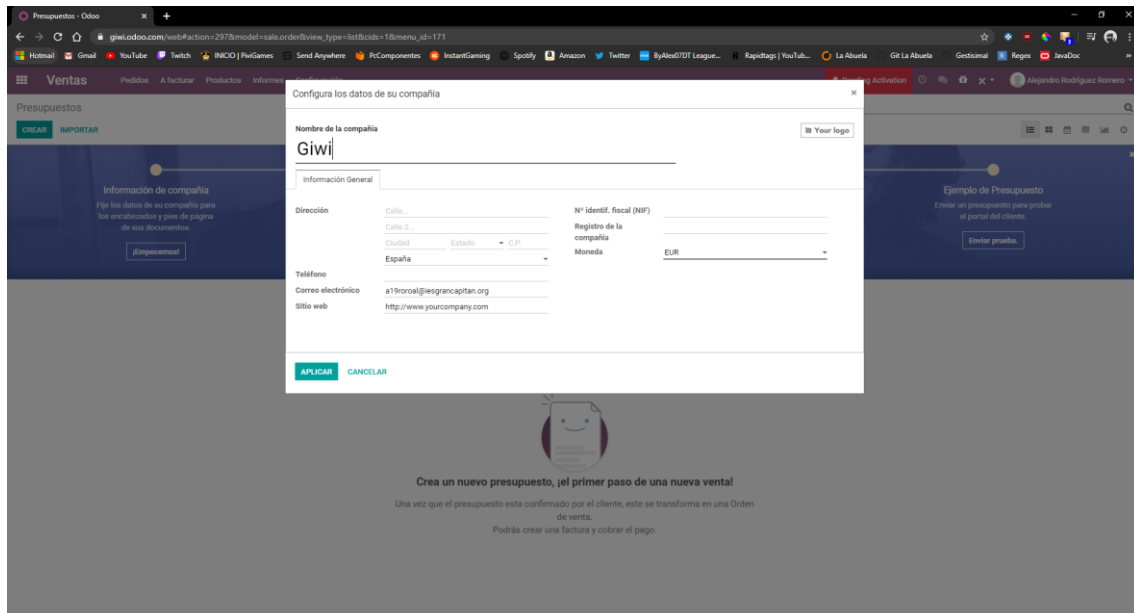 Presupuestos - Odoo
giwi.odoo.com/web#action=297&model=sale.order&view_type=list&cids=1&menu_id=171
Hotmail Gmail YouTube Twitch INICIO | PiviGames Send Anywhere PcComponentes InstantGaming Spotify Amazon Twitter ByAlex07DT League... Rapidtags | YouTub... La Abuela Git La Abuela Gestisimal Regex JavaDoc
Ventas Pedidos A facturar Productos Informes Configuración Activation Alejandro Rodríguez Romero
Presupuestos
CREAR IMPORTAR
Configura los datos de su compañía
Nombre de la compañía
Your logo
Giwi
Información General
Dirección Calle...
Calle 2...
Ciudad Estado C.P.
España
Teléfono
Correo electrónico a19roroal@iesgrancapitan.org
Sitio web http://www.yourcompany.com
Nº identif. fiscal (NIF)
Registro de la
compañía
Moneda EUR
APLICAR CANCELAR
Información de compañía
Fije los datos de su compañía para
los encabezados y pies de página
de sus documentos.
¡Empecemos!
Ejemplo de Presupuesto
Enviar un presupuesto para probar
el portal del cliente.
Enviar prueba.
Crea un nuevo presupuesto, ¡el primer paso de una nueva venta!
Una vez que el presupuesto esta confirmado por el cliente, este se transforma en una Orden
de venta.
Podrás crear una factura y cobrar el pago.